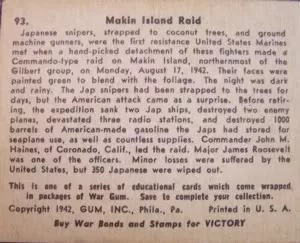 93. Makin Island Raid
Japanese snipers, strapped to coconut trees, and ground
machine gunners, were the first resistance United States Marines
met when a hand-picked detachment of these fighters made a
Commando-type raid on Makin Island, northernmost of the
Gilbert group, on Monday, August 17, 1942. Their faces were
painted green to blend with the foliage. The night was dark
and rainy. The Jap snipers had been strapped to the trees for
days, but the American attack came as a surprise. Before retir-
ing, the expedition sank two Jap ships, destroyed two enemy
planes, devastated three radio stations, and destroyed 1000
barrels of American-made gasoline the Japs had stored for
seaplane use, as well as countless supplies. Commander John M.
Haines, of Coronado, Calif., led the raid. Major James Roosevelt
was one of the officers. Minor losses were suffered by the
United States, but 350 Japanese were wiped out.
This is one of a series of educational cards which come wrapped
in packages of War Gum. Save to complete your collection.
Copyright 1942, GUM, INC., Phila., Pa. Printed in U. S. A.
Buy War Bonds and Stamps for VICTORY